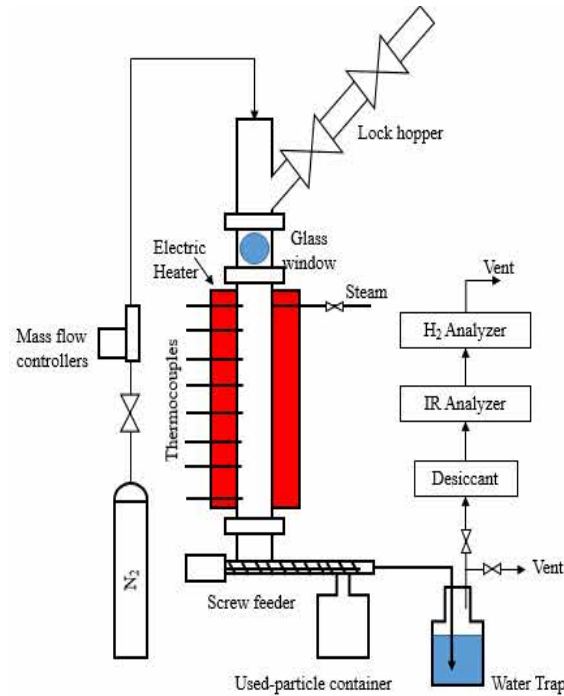 Lock hopper
Electric
Heater
Glass
window
Steam
Vent
H₂ Analyzer
Mass flow
controllers
Thermocouples
IR Analyzer
Desiccant
N₂
Vent
Screw feeder
Used-particle container
Water Trap